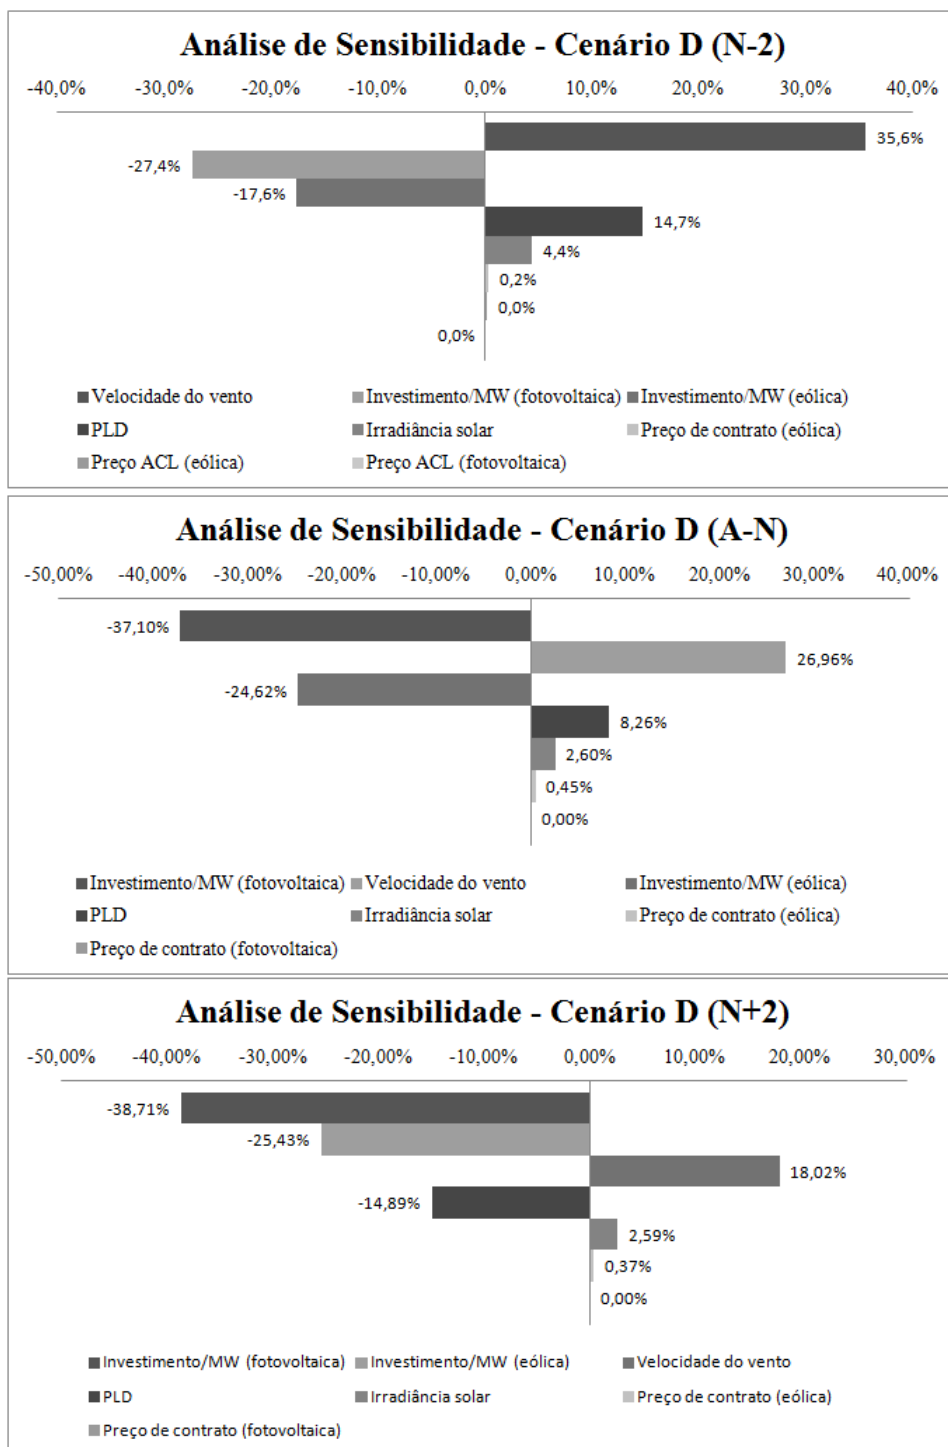 Análise de Sensibilidade - Cenário D (N-2)
-40,0% -30,0% -20,0% -10,0% 0,0% 10,0% 20,0% 30,0% 40,0%
35,6%
-27,4%
-17,6%
14,7%
4,4%
0,2%
0,0%
0,0%
Velocidade do vento Investimento/MW (fotovoltaica) Investimento/MW (eólica)
PLD Irradiância solar Preço de contrato (eólica)
Preço ACL (eólica) Preço ACL (fotovoltaica)
Análise de Sensibilidade - Cenário D (A-N)
-50,00% -40,00% -30,00% -20,00% -10,00% 0,00% 10,00% 20,00% 30,00% 40,00%
-37,10%
26,96%
-24,62%
8,26%
2,60%
0,45%
0,00%
Investimento/MW (fotovoltaica) Velocidade do vento Investimento/MW (eólica)
PLD Irradiância solar Preço de contrato (eólica)
Preço de contrato (fotovoltaica)
Análise de Sensibilidade - Cenário D (N+2)
-50,00% -40,00% -30,00% -20,00% -10,00% 0,00% 10,00% 20,00% 30,00%
-38,71%
-25,43%
18,02%
-14,89%
2,59%
0,37%
0,00%
Investimento/MW (fotovoltaica) Investimento/MW (eólica) Velocidade do vento
PLD Irradiância solar Preço de contrato (eólica)
Preço de contrato (fotovoltaica)